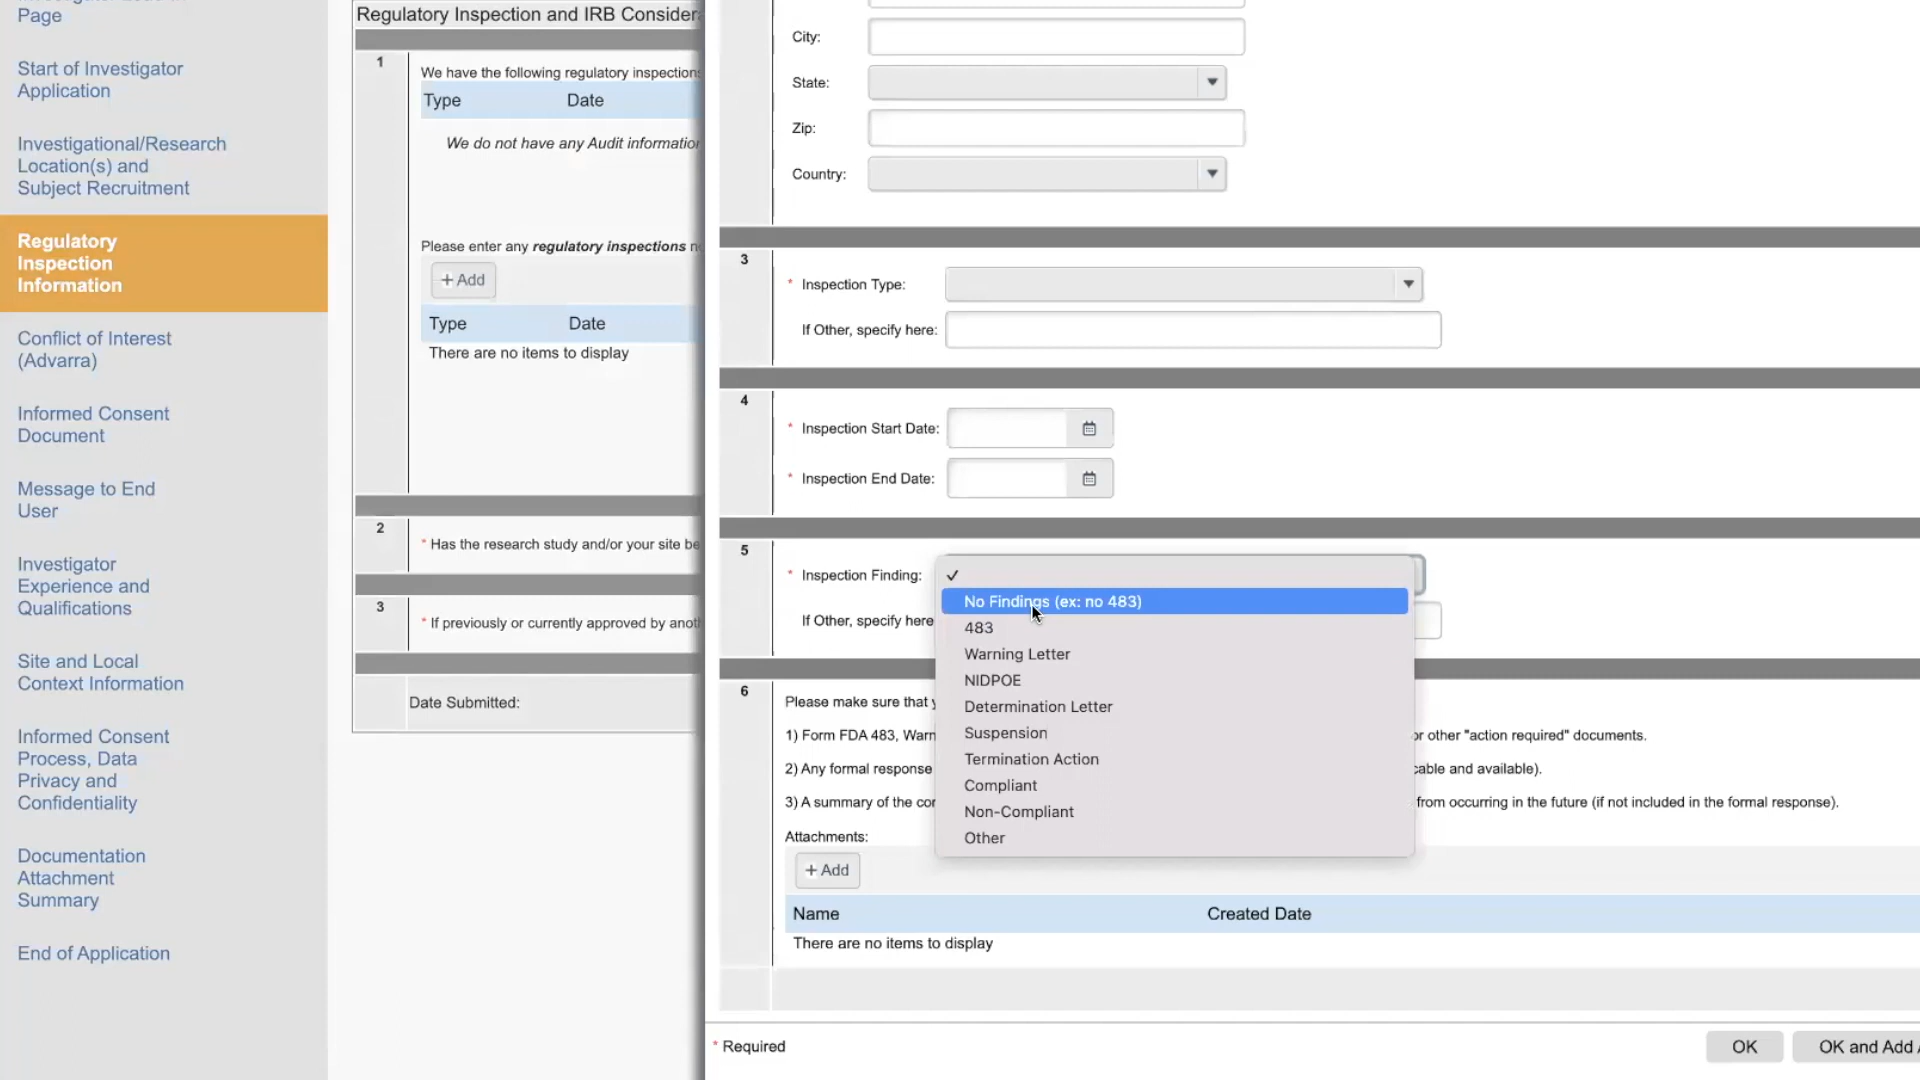 Page
Start of Investigator
Application
Investigational/Research
Location(s) and
Subject Recruitment
Regulatory
Inspection
Information
Conflict of Interest
(Advarra)
Informed Consent
Document
Message to End
User
Investigator
Experience and
Qualifications
Site and Local
Context Information
Informed Consent
Process, Data
Privacy and
Confidentiality
Documentation
Attachment
Summary
End of Application
Regulatory Inspection and IRB Consider
1
We have the following regulatory inspection
Type Date
We do not have any Audit information
Please enter any regulatory inspections n
+ Add
Type Date
There are no items to display
2
* Has the research study and/or your site be
3
* If previously or currently approved by anot
Date Submitted:
City:
State:
Zip:
Country:
3
* Inspection Type:
If Other, specify here:
4
* Inspection Start Date:
* Inspection End Date:
5
* Inspection Finding: ✓
If Other, specify here
No Findings (ex: no 483)
483
Warning Letter
NIDPOE
Determination Letter
Suspension
Termination Action
Compliant
Non-Compliant
Other
6
Please make sure that
1) Form FDA 483, Warn or other "action required" documents.
2) Any formal response cable and available).
3) A summary of the cor from occurring in the future (if not included in the formal response).
Attachments:
+ Add
Name Created Date
There are no items to display
* Required
OK OK and Add